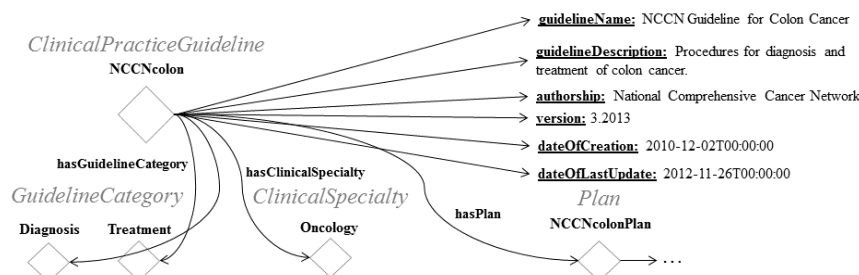 guidelineName: NCCN Guideline for Colon Cancer
ClinicalPracticeGuideline
NCCNcolon
guidelineDescription: Procedures for diagnosis and
treatment of colon cancer.
authorship: National Comprehensive Cancer Network
version: 3.2013
dateOfCreation: 2010-12-02T00:00:00
hasGuidelineCategory
hasClinicalSpecialty
dateOfLastUpdate: 2012-11-26T00:00:00
GuidelineCategory
ClinicalSpecialty
Plan
hasPlan
Diagnosis
Treatment
Oncology
NCCNcolonPlan
...